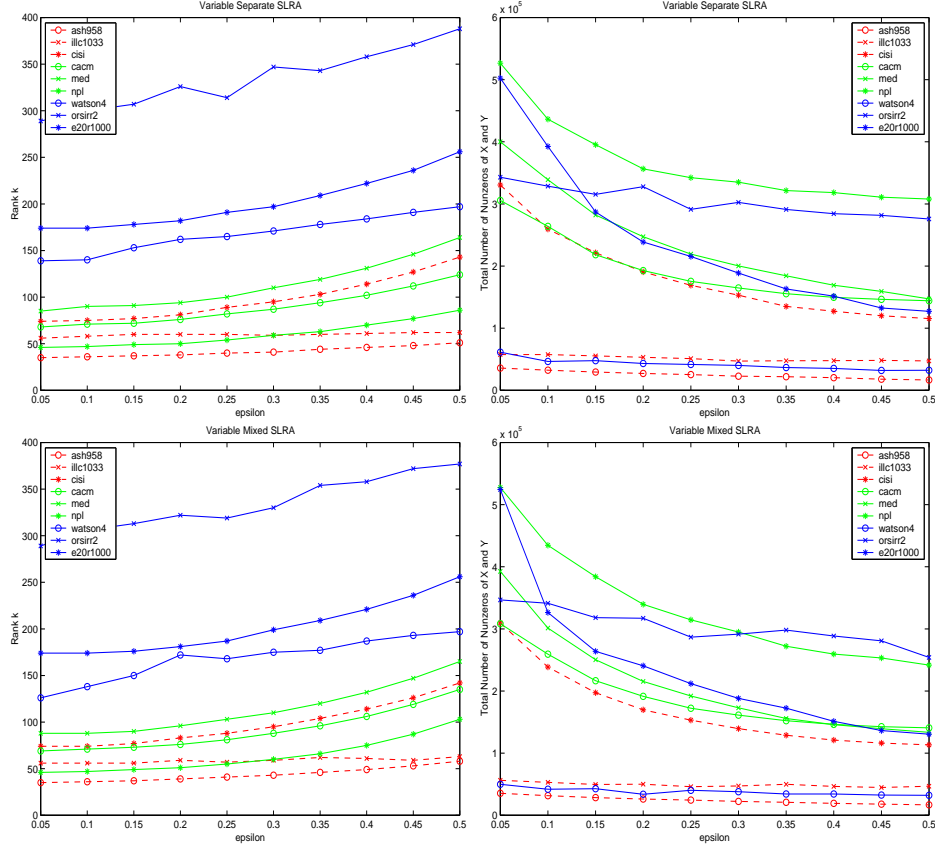 Variable Separate SLRA
400
350
300
250
200
150
100
50
0
Rank k
0.05 0.1 0.15 0.2 0.25 0.3 0.35 0.4 0.45 0.5
epsilon
ash958
illc1033
cisi
cacm
med
npl
watson4
orsirr2
e20r1000
Variable Separate SLRA
x 10^5
6
5
4
3
2
1
0
Total Number of Nunzeros of X and Y
0.05 0.1 0.15 0.2 0.25 0.3 0.35 0.4 0.45 0.5
epsilon
ash958
illc1033
cisi
cacm
med
npl
watson4
orsirr2
e20r1000
Variable Mixed SLRA
400
350
300
250
200
150
100
50
0
Rank k
0.05 0.1 0.15 0.2 0.25 0.3 0.35 0.4 0.45 0.5
epsilon
ash958
illc1033
cisi
cacm
med
npl
watson4
orsirr2
e20r1000
Variable Mixed SLRA
x 10^5
6
5
4
3
2
1
0
Total Number of Nunzeros of X and Y
0.05 0.1 0.15 0.2 0.25 0.3 0.35 0.4 0.45 0.5
epsilon
ash958
illc1033
cisi
cacm
med
npl
watson4
orsirr2
e20r1000